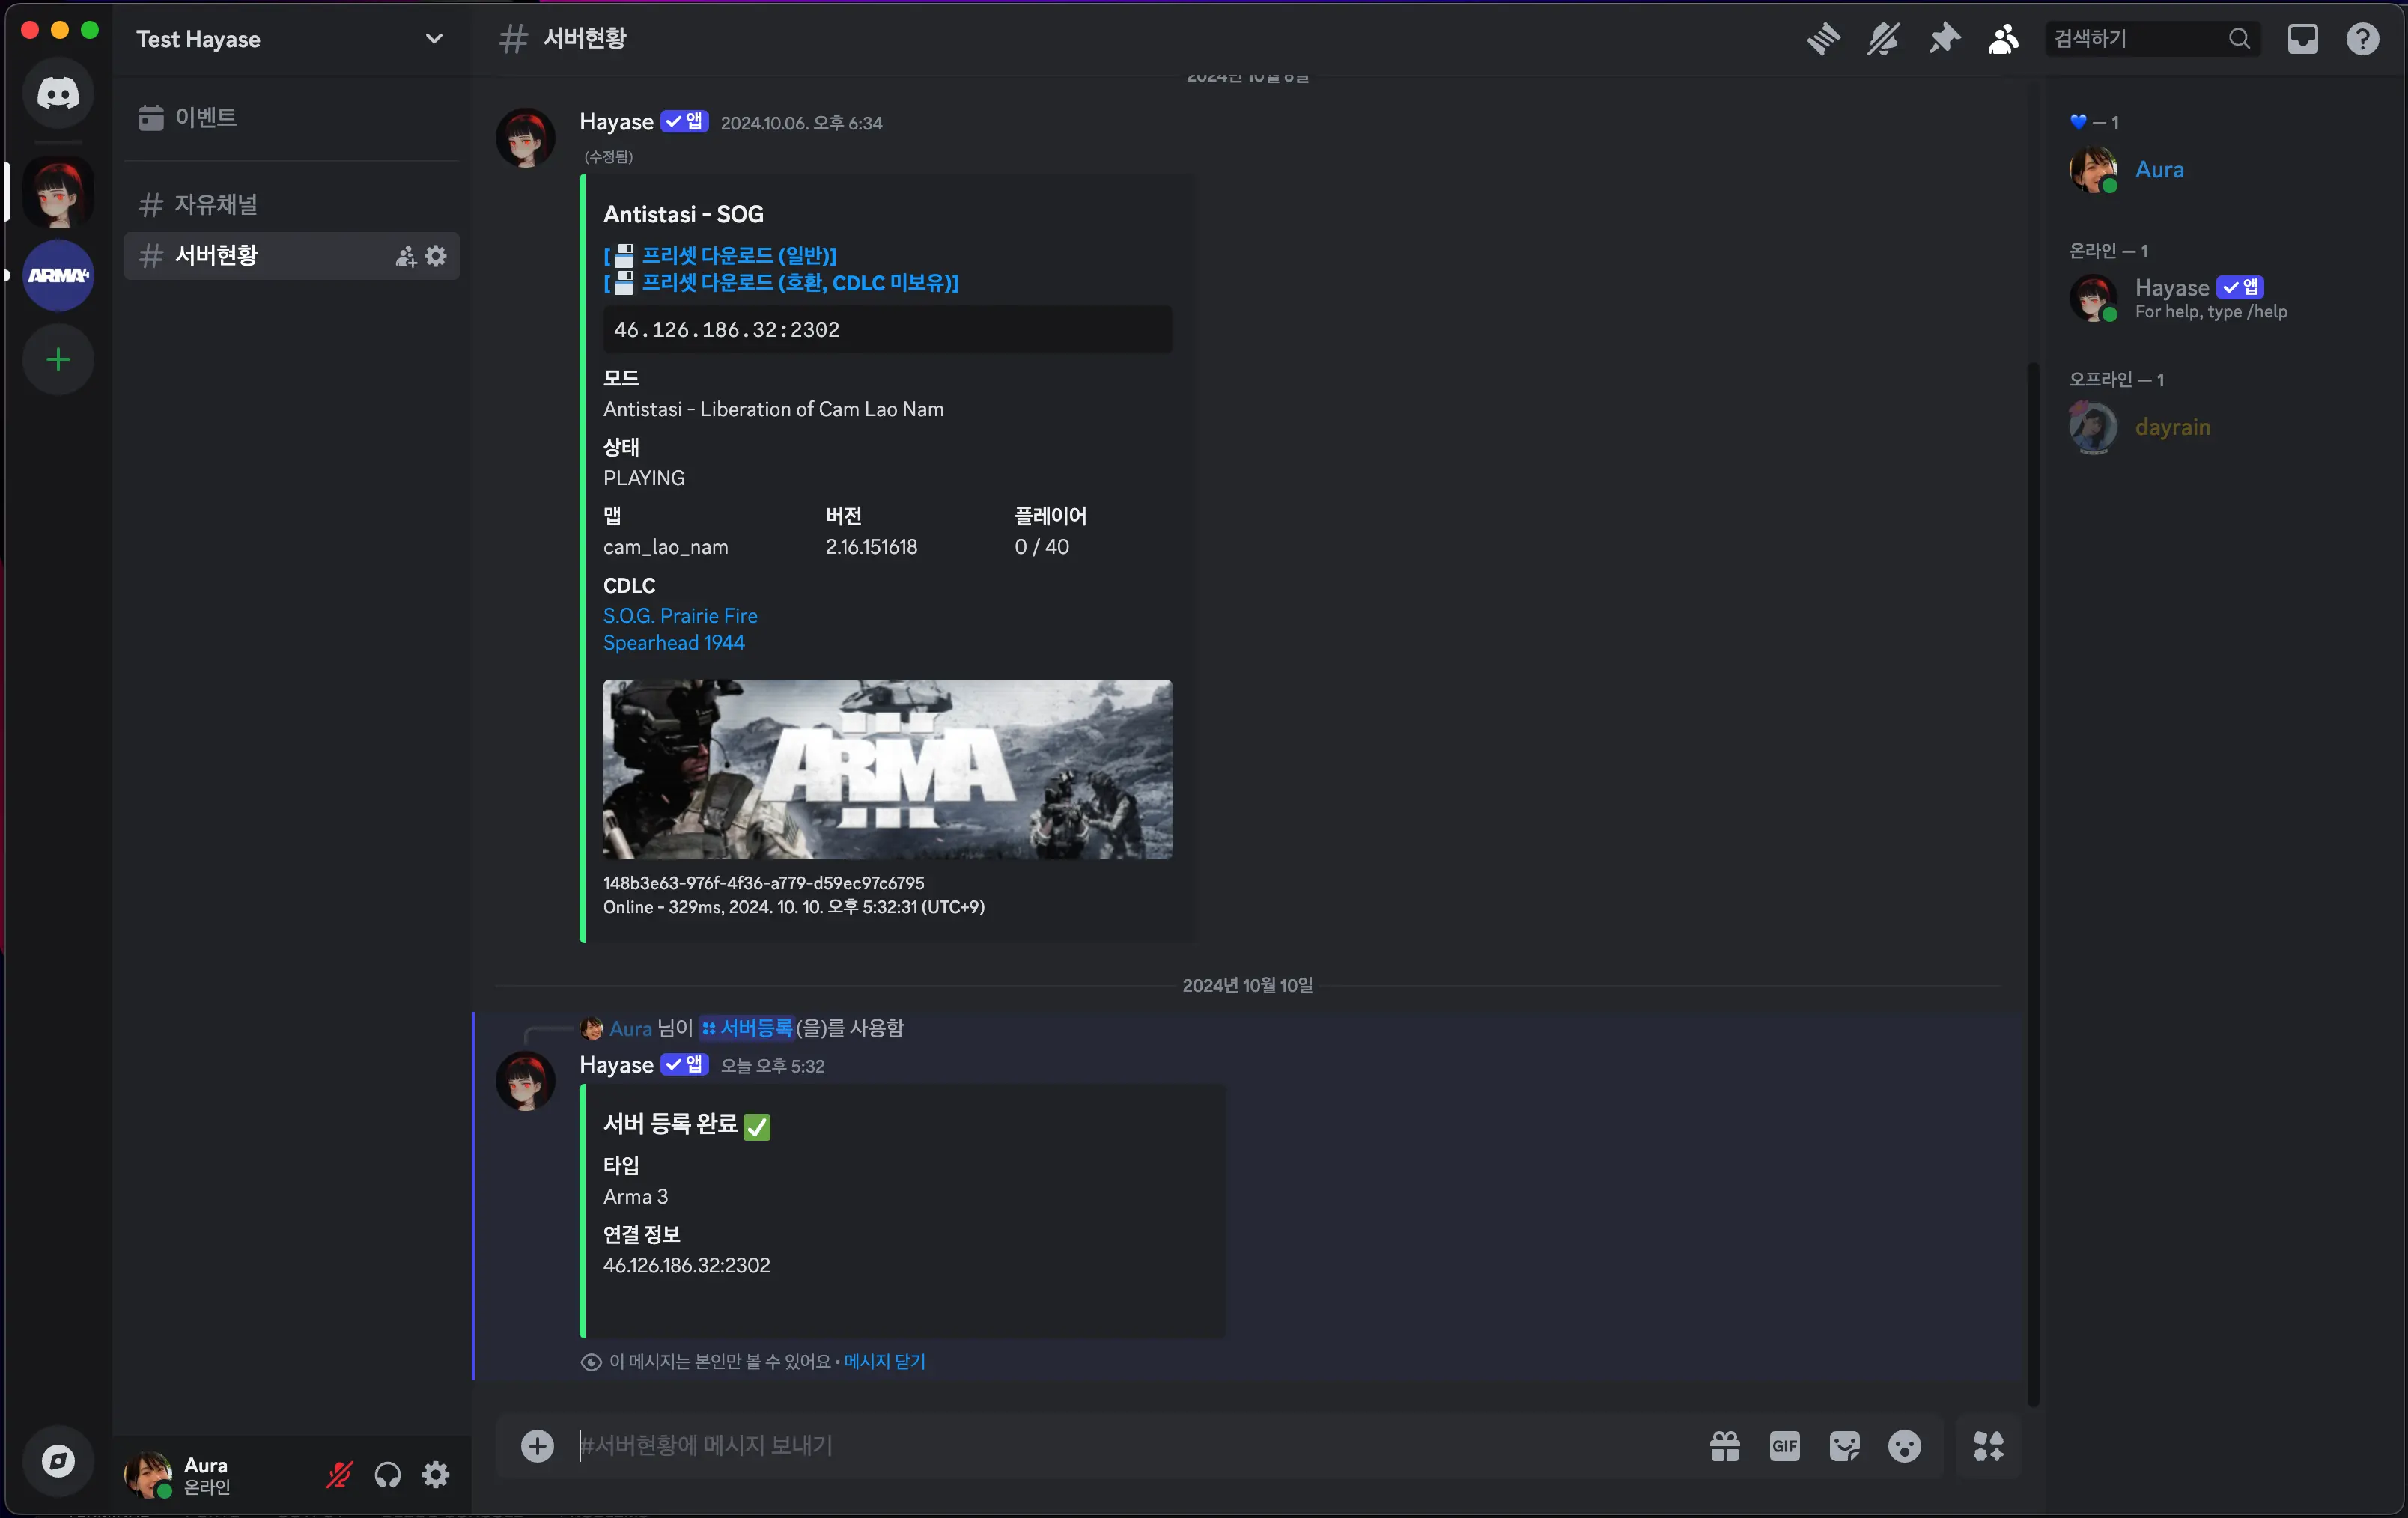 Test Hayase
서버현황
검색하기
이벤트
자유채널
서버현황
ARMA4
2024년 10월 6일
Hayase 앱 2024.10.06. 오후 6:34
(수정됨)
Antistasi - SOG
[💾 프리셋 다운로드 (일반)]
[💾 프리셋 다운로드 (호환, CDLC 미보유)]
46.126.186.32:2302
모드
Antistasi - Liberation of Cam Lao Nam
상태
PLAYING
맵 버전 플레이어
cam_lao_nam 2.16.151618 0 / 40
CDLC
S.O.G. Prairie Fire
Spearhead 1944
ARMA
III
148b3e63-976f-4f36-a779-d59ec97c6795
Online - 329ms, 2024. 10. 10. 오후 5:32:31 (UTC+9)
2024년 10월 10일
Aura 님이 서버등록(을)를 사용함
Hayase 앱 오늘 오후 5:32
서버 등록 완료 ✅
타입
Arma 3
연결 정보
46.126.186.32:2302
이 메시지는 본인만 볼 수 있어요 • 메시지 닫기
#서버현황에 메시지 보내기
GIF
Aura
온라인
💙 — 1
Aura
온라인 — 1
Hayase 앱
For help, type /help
오프라인 — 1
dayrain